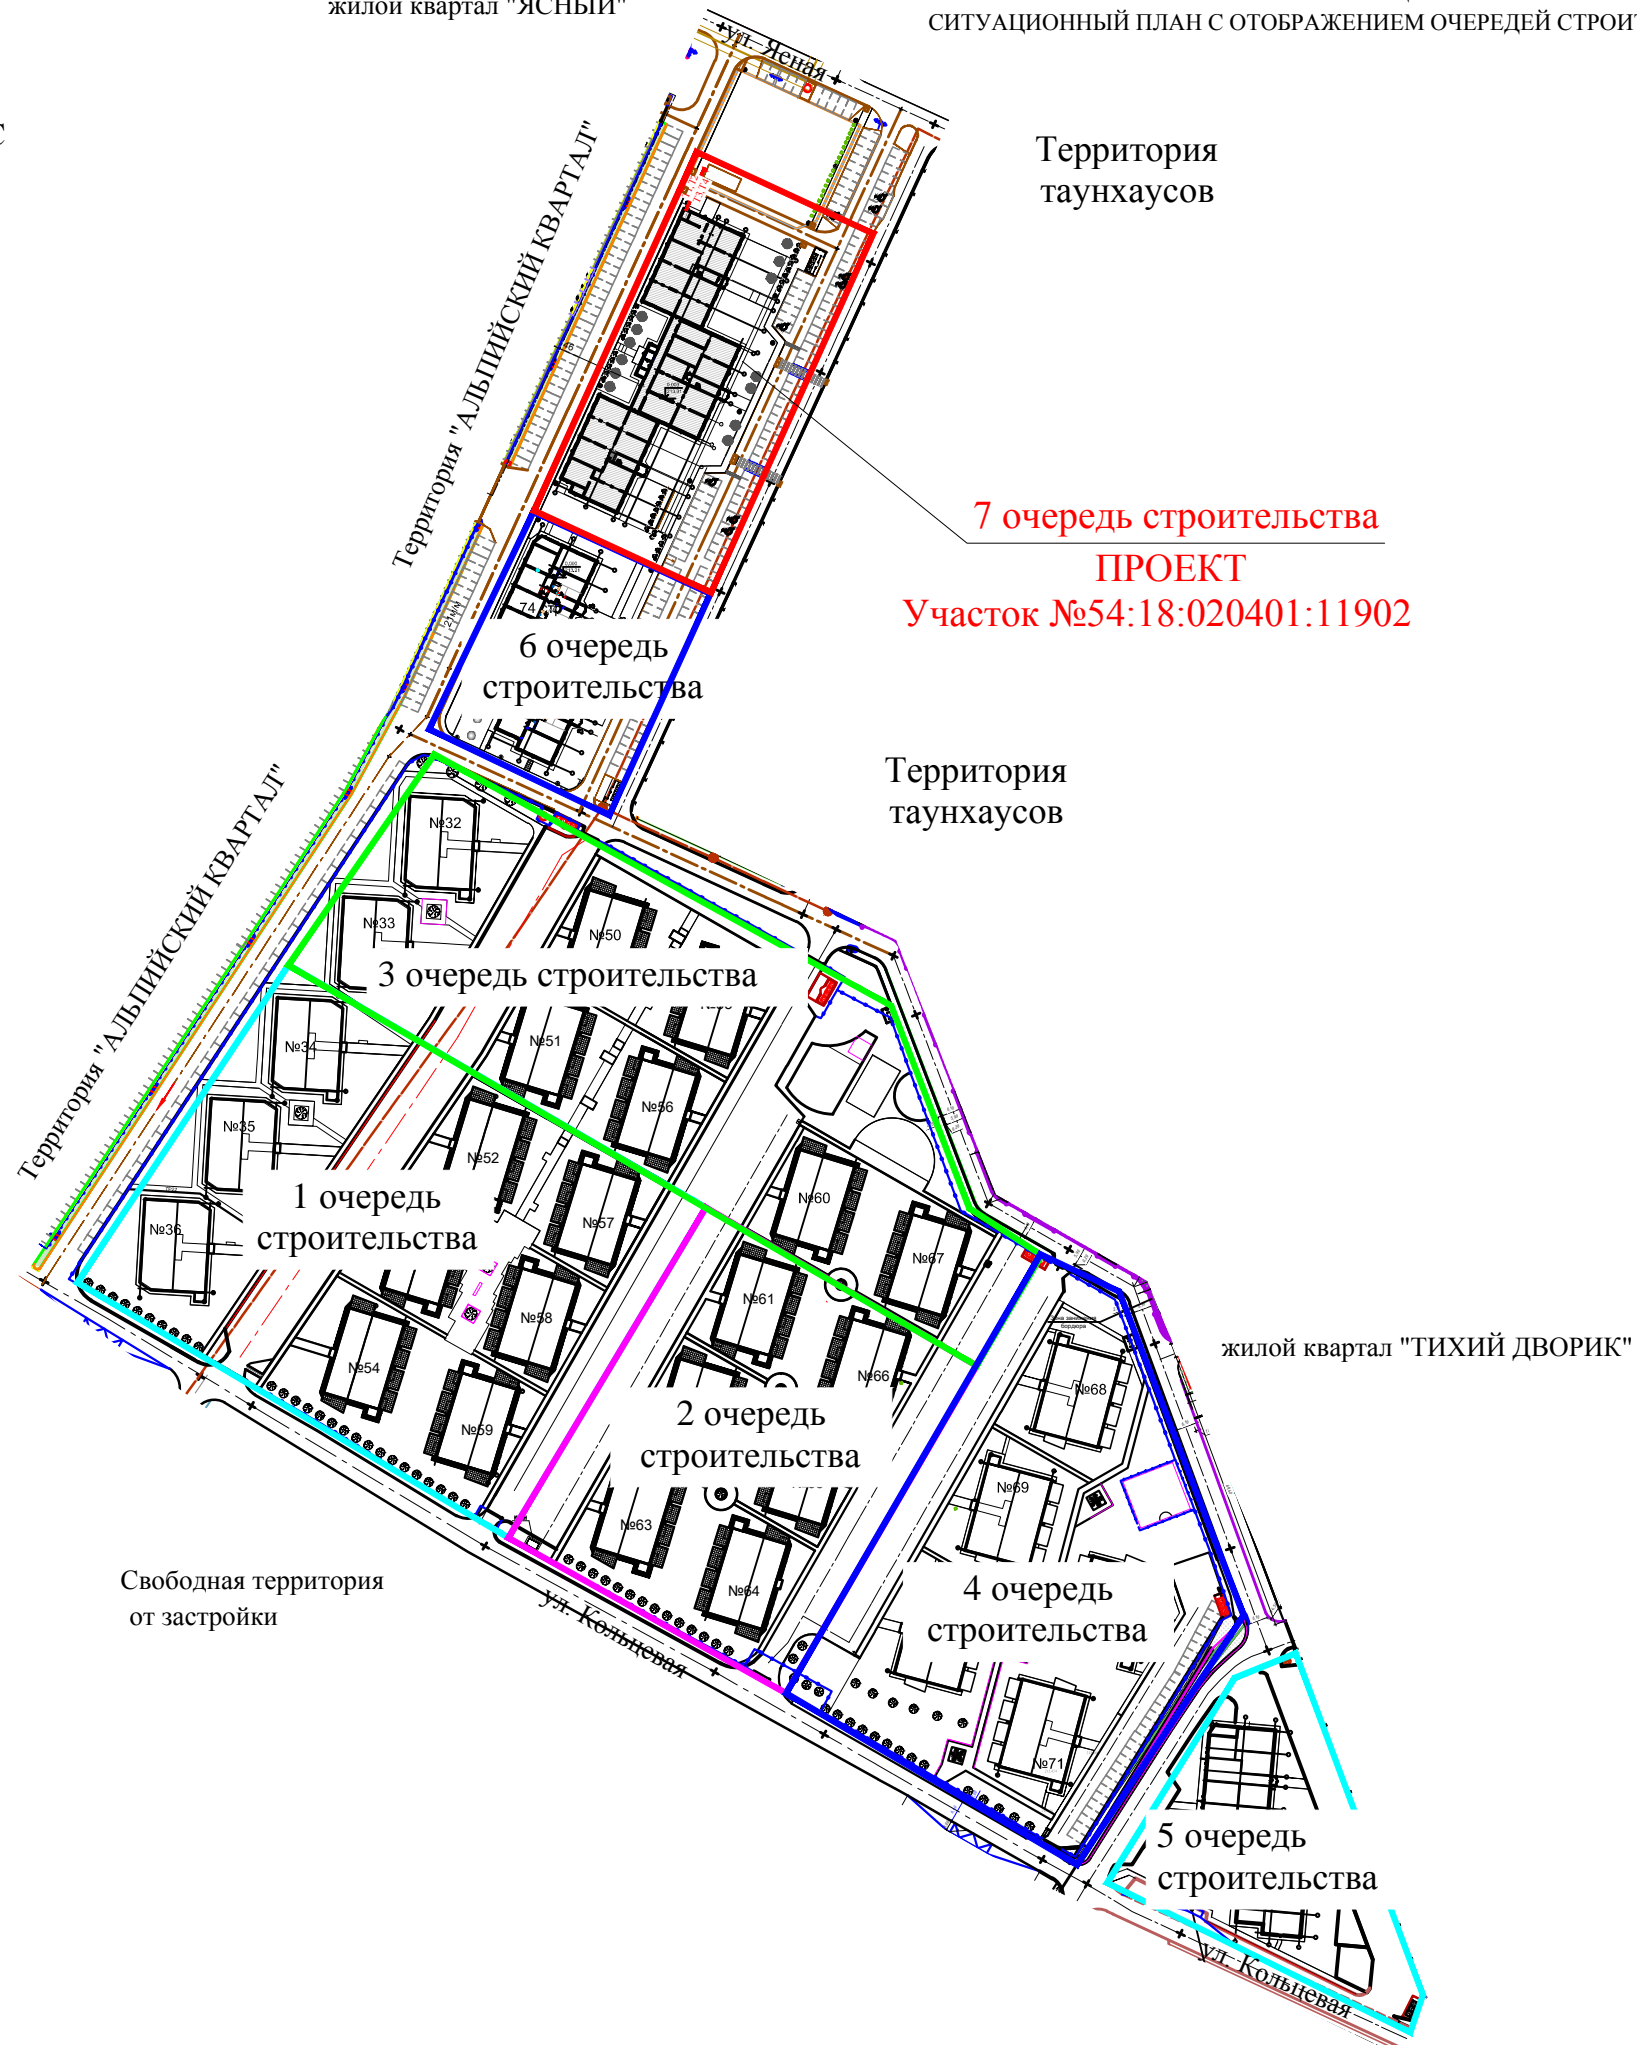 жилой квартал "ЯСНЫЙ"
СИТУАЦИОННЫЙ ПЛАН С ОТОБРАЖЕНИЕМ ОЧЕРЕДЕЙ
ул. Ясная
С
Территория
таунхаусов
Территория "АЛЬПИЙСКИЙ КВАРТАЛ"
7 очередь строительства
ПРОЕКТ
Участок №54:18:020401:11902
74
21М/М
6 очередь
строительства
Территория
таунхаусов
Территория "АЛЬПИЙСКИЙ КВАРТАЛ"
№32
№33
№50
3 очередь строительства
№34
№51
№56
№35
№52
№60
1 очередь
строительства
№36
№57
№67
№61
№58
жилой квартал "ТИХИЙ ДВОРИК"
№54
№66
№68
2 очередь
строительства
№59
№69
№63
Свободная территория
от застройки
№64
4 очередь
строительства
ул. Кольцевая
№71
5 очередь
строительства
ул. Кольцевая